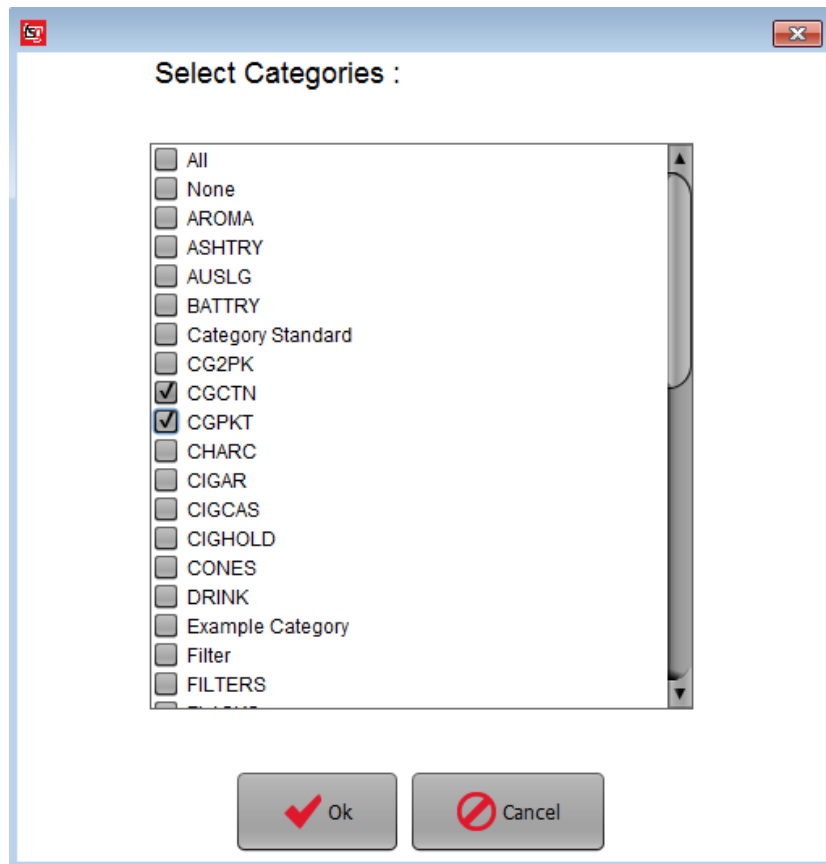 Select Categories :
All
None
AROMA
ASHTRY
AUSLG
BATTRY
Category Standard
CG2PK
CGCTN
CGPKT
CHARC
CIGAR
CIGCAS
CIGHOLD
CONES
DRINK
Example Category
Filter
FILTERS
Ok
Cancel